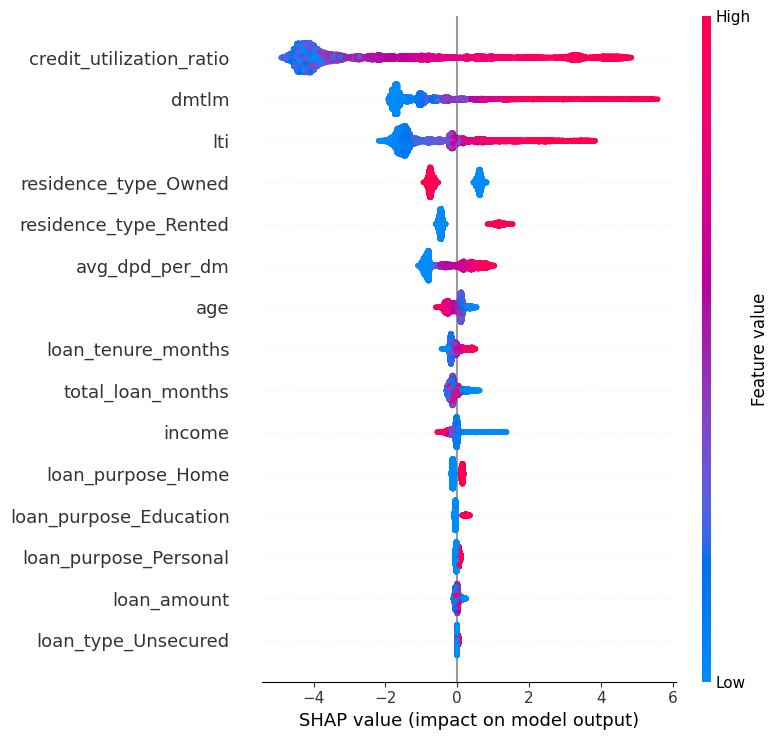 High
credit_utilization_ratio
dmtlm
lti
residence_type_Owned
residence_type_Rented
avg_dpd_per_dm
age
loan_tenure_months
total_loan_months
income
loan_purpose_Home
loan_purpose_Education
loan_purpose_Personal
loan_amount
loan_type_Unsecured
Feature value
Low
−4 −2 0 2 4 6
SHAP value (impact on model output)